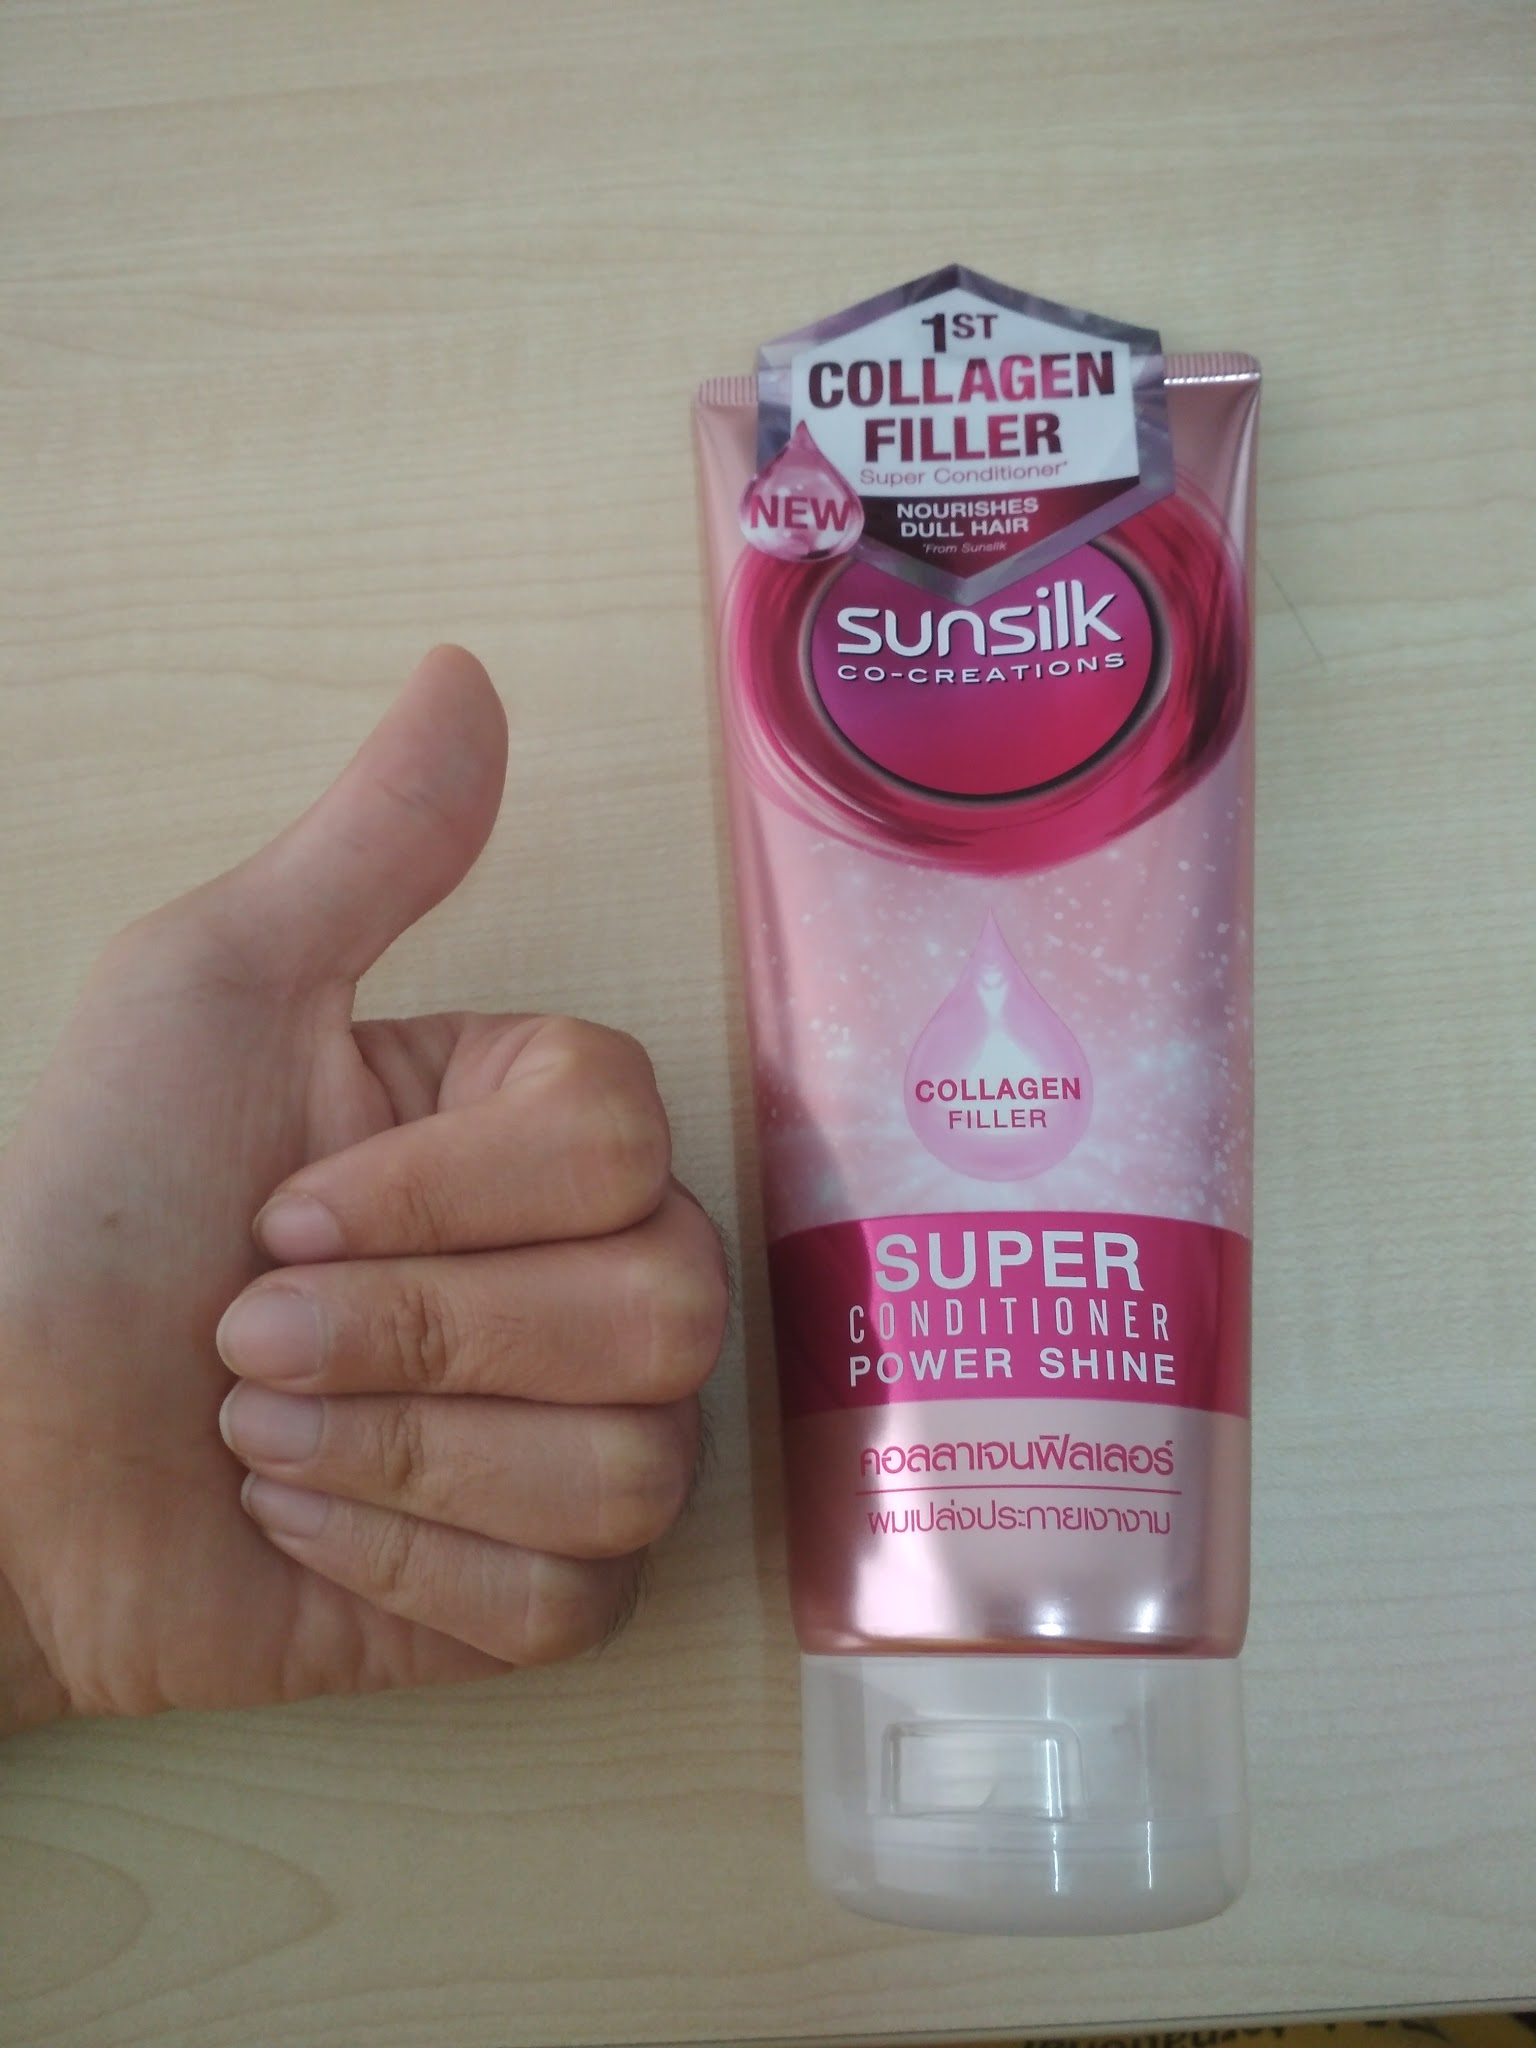 1ST
COLLAGEN
FILLER
Super Conditioner*
NEW
NOURISHES
DULL HAIR
*From Sunsilk
sunsilk
CO-CREATIONS
COLLAGEN
FILLER
SUPER
CONDITIONER
POWER SHINE
คอลลาเจนฟิลเลอร์
ผมเปล่งประกายเงางาม